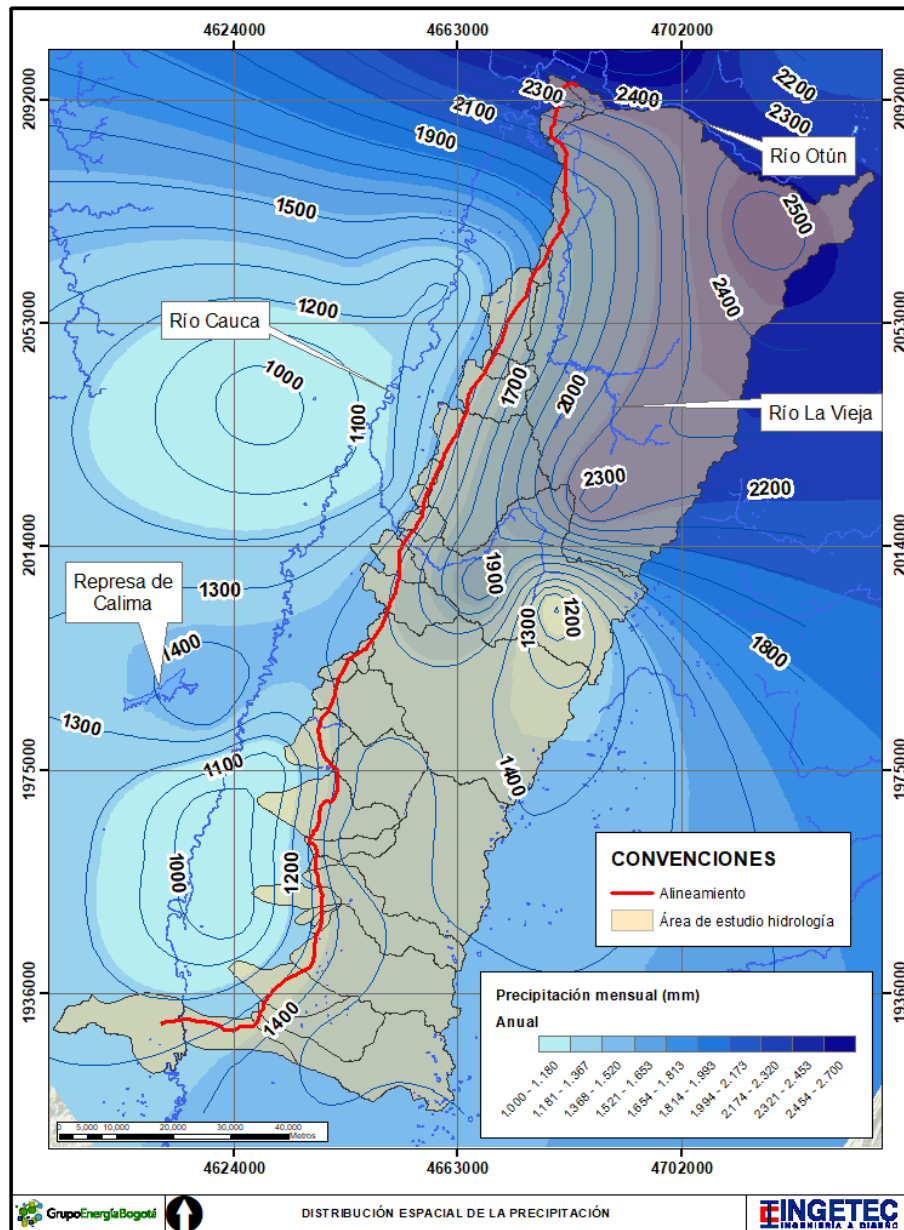 4624000
4663000
4702000
2092000
2053000
2014000
1975000
1936000
2092000
2053000
2014000
1975000
1936000
2300
2400
2200
2300
2100
1900
1500
1200
1000
1100
1700
2000
2500
2400
2300
2200
1900
1300
1200
1800
1300
1400
1300
1100
1000
1200
1400
1400
Río Otún
Río Cauca
Río La Vieja
Represa de
Calima
CONVENCIONES
Alineamiento
Área de estudio hidrología
Precipitación mensual (mm)
Anual
1.000 - 1.180
1.181 - 1.367
1.368 - 1.520
1.521 - 1.653
1.654 - 1.813
1.814 - 1.993
1.994 - 2.173
2.174 - 2.320
2.321 - 2.453
2.454 - 2.700
0 5,000 10,000 20,000 30,000 40,000
Metros
4624000
4663000
4702000
GrupoEnergíaBogotá
DISTRIBUCIÓN ESPACIAL DE LA PRECIPITACIÓN
INGETEC
INGENIERÍA & DISEÑO